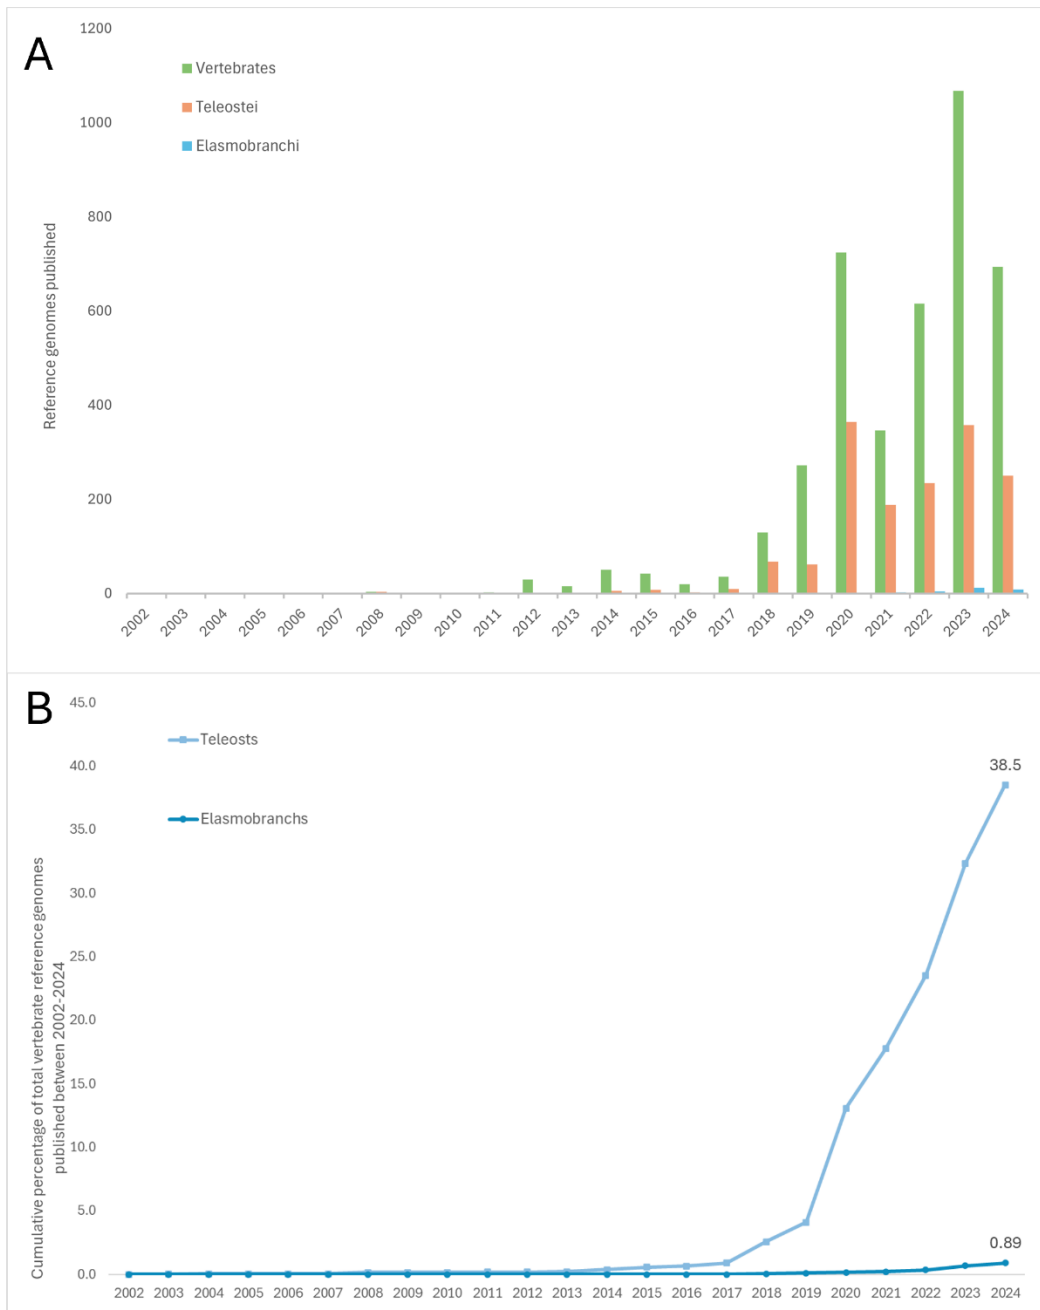 A
1200
1000
800
600
400
200
0
Reference genomes published
Vertebrates
Teleostei
Elasmobranchi
2002 2003 2004 2005 2006 2007 2008 2009 2010 2011 2012 2013 2014 2015 2016 2017 2018 2019 2020 2021 2022 2023 2024
B
45.0
40.0
35.0
30.0
25.0
20.0
15.0
10.0
5.0
0.0
Cumulative percentage of total vertebrate reference genomes
published between 2002-2024
Teleosts
Elasmobranchs
38.5
0.89
2002 2003 2004 2005 2006 2007 2008 2009 2010 2011 2012 2013 2014 2015 2016 2017 2018 2019 2020 2021 2022 2023 2024